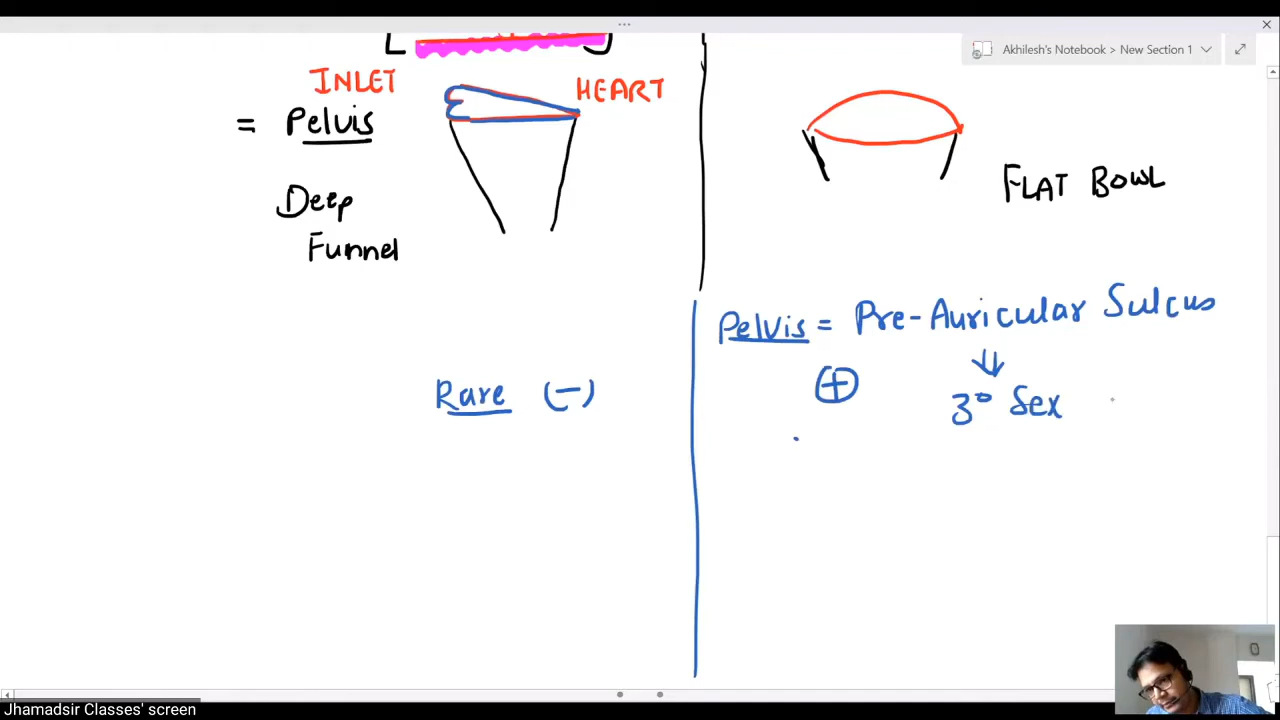 Akhilesh's Notebook > New Section 1
INLET
HEART
= Pelvis
Deep
Funnel
FLAT BOWL
Pelvis = Pre-Auricular Sulcus
Rare (-)
+
⇓
3° Sex
Jhamadsir Classes' screen